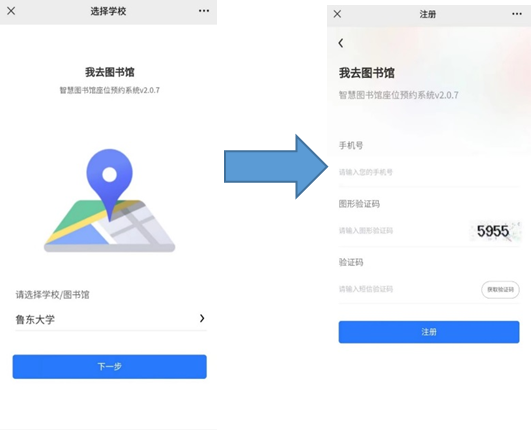 选择学校
我去图书馆
智慧图书馆座位预约系统v2.0.7
请选择学校/图书馆
鲁东大学
下一步
注册
我去图书馆
智慧图书馆座位预约系统v2.0.7
手机号
请输入您的手机号
图形验证码
请输入图形验证码
5955
验证码
请输入短信验证码
获取验证码
注册